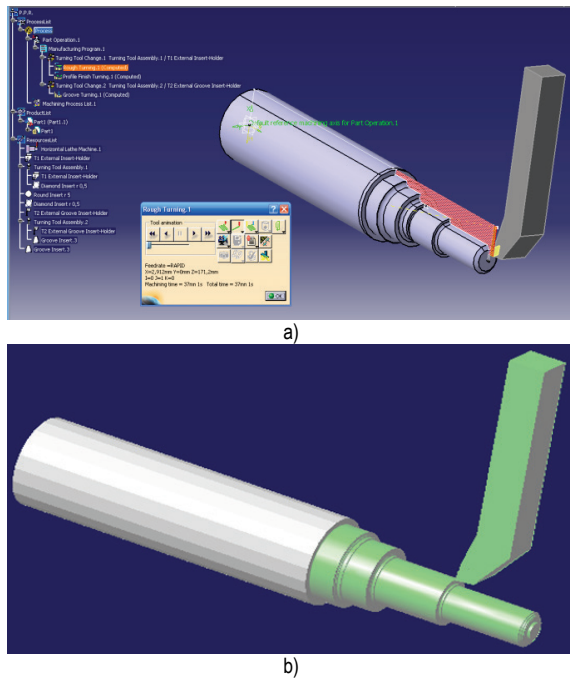 P.P.R.
ProcessList
Process
Part Operation.1
Manufacturing Program.1
Turning Tool Change.1  Turning Tool Assembly.1 / T1 External Insert-Holder
Rough Turning.1 (Computed)
Profile Finish Turning.1 (Computed)
Turning Tool Change.2  Turning Tool Assembly.2 / T2 External Groove Insert-Holder
Groove Turning.1 (Computed)
Machining Process List.1
ProductList
Part1 (Part1.1)
Part1
ResourcesList
Horizontal Lathe Machine.1
T1 External Insert-Holder
Turning Tool Assembly.1
T1 External Insert-Holder
Diamond Insert r 0,5
Round Insert r 5
Diamond Insert r 0,5
T2 External Groove Insert-Holder
Turning Tool Assembly.2
T2 External Groove Insert-Holder
Groove Insert.3
Groove Insert.3
Default reference machining axis for Part Operation.1
Rough Turning.1
Tool animation
Feedrate =RAPID
X=2,912mm Y=0mm Z=171,2mm
I=0 J=1 K=0
Machining time = 37mn 1s Total time = 37mn 1s
OK
a)
b)